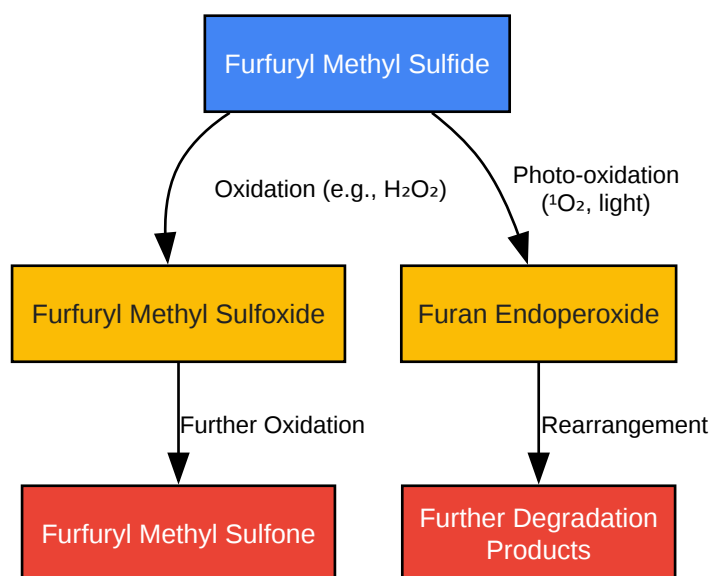 Furfuryl Methyl Sulfide
Oxidation (e.g., H₂O₂)
Photo-oxidation
(¹O₂, light)
Furfuryl Methyl Sulfoxide
Furan Endoperoxide
Further Oxidation
Rearrangement
Furfuryl Methyl Sulfone
Further Degradation
Products